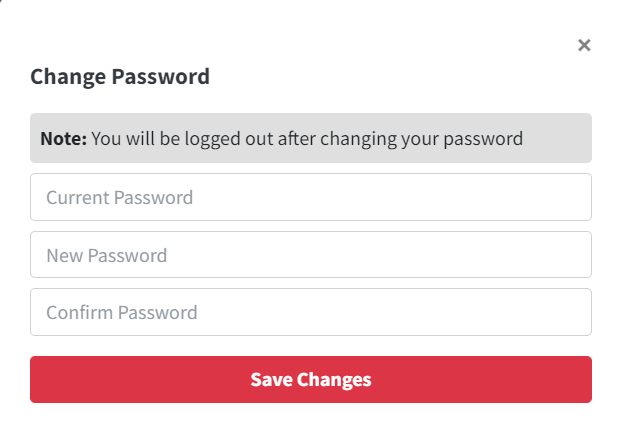 ×
Change Password
Note: You will be logged out after changing your password
Current Password
New Password
Confirm Password
Save Changes